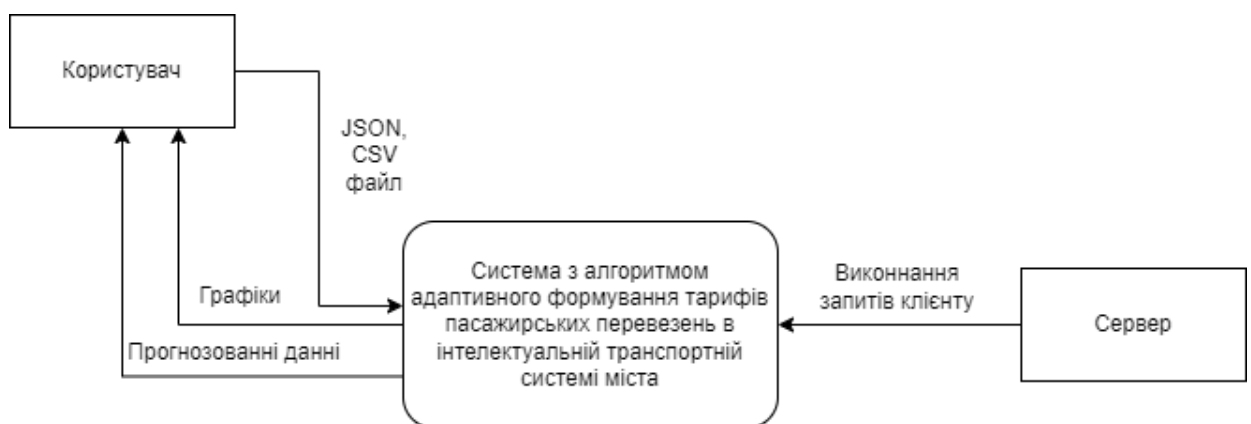 Користувач
JSON,
CSV
файл
Графіки
Прогнозованні данні
Система з алгоритмом
адаптивного формування тарифів
пасажирських перевезень в
інтелектуальній транспортній
системі міста
Виконнання
запитів клієнту
Сервер